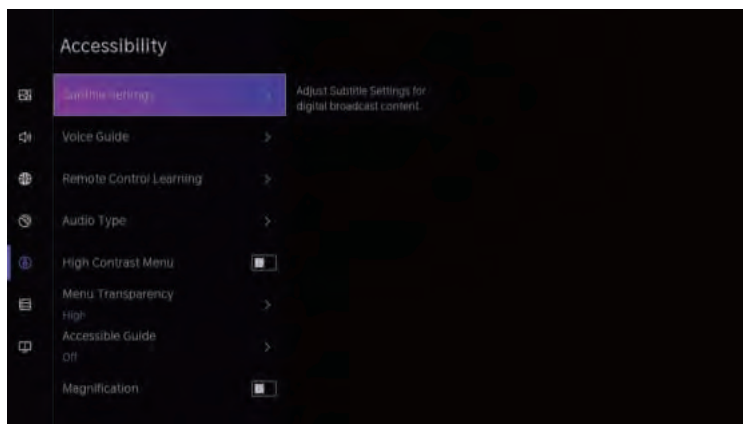 Accessibility
Subtitle Settings
Adjust Subtitle Settings for
digital broadcast content.
Voice Guide
Remote Control Learning
Audio Type
High Contrast Menu
Menu Transparency
High
Accessible Guide
Off
Magnification